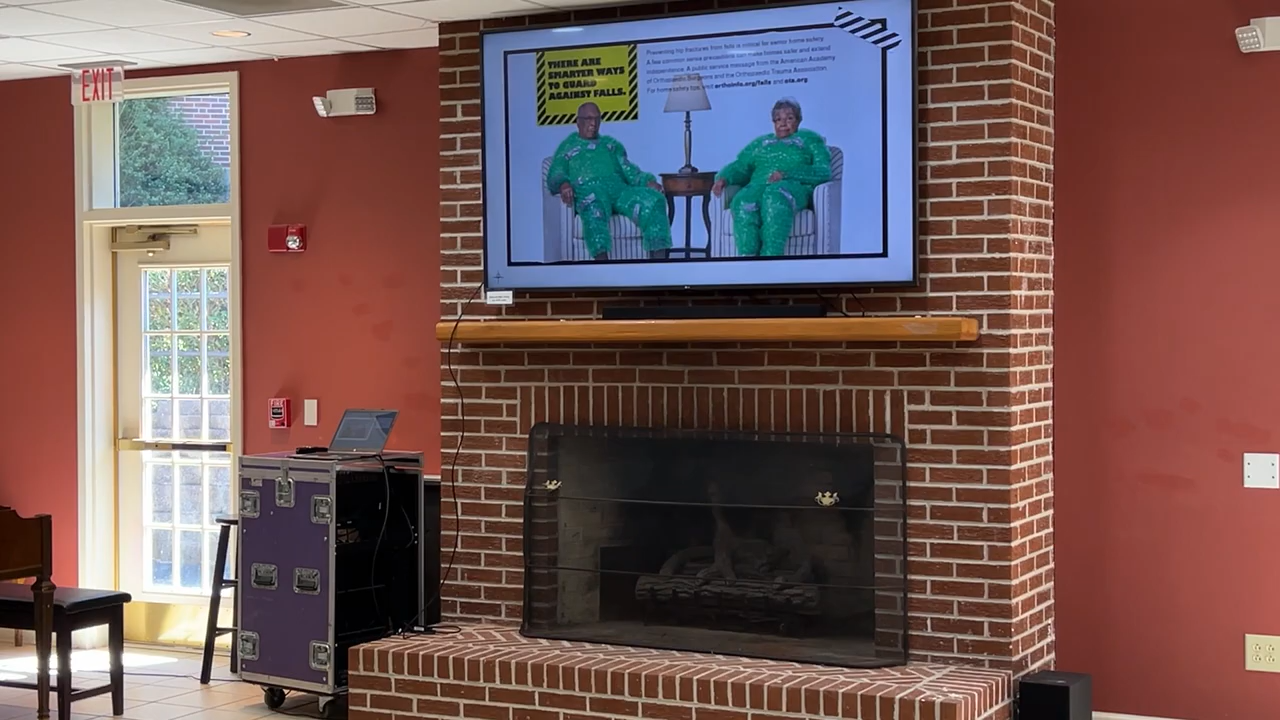 EXIT
THERE ARE
SMARTER WAYS
TO GUARD
AGAINST FALLS.
Preventing hip fractures from falls is critical for senior home safety.
A few common sense precautions can make homes safer and extend
independence. A public service message from the American Academy
of Orthopaedic Surgeons and the Orthopaedic Trauma Association.
For home safety tips, visit orthoinfo.org/falls and ota.org
FIRE